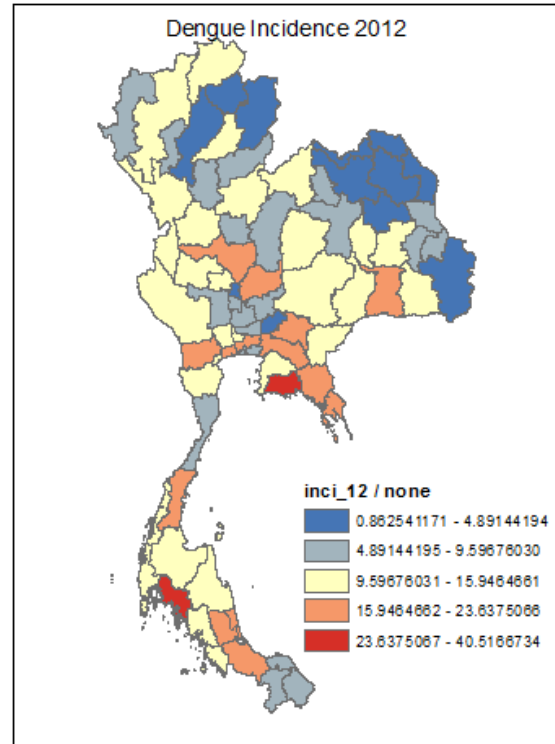 Dengue Incidence 2012
inci_12 / none
0.862541171 - 4.89144194
4.89144195 - 9.59676030
9.59676031 - 15.9464661
15.9464662 - 23.6375066
23.6375067 - 40.5166734